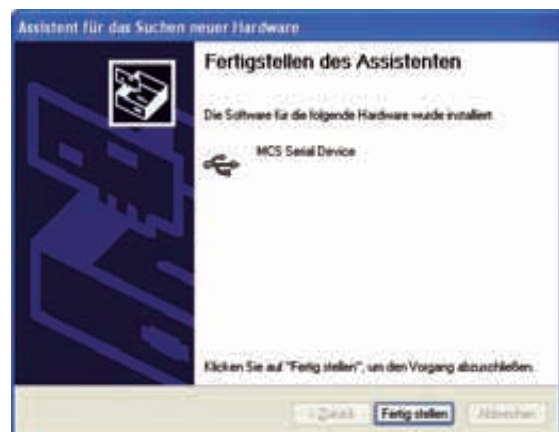 Assistent für das Suchen neuer Hardware
Fertigstellen des Assistenten
Die Software für die folgende Hardware wurde installiert:
MCS Serial Device
Klicken Sie auf "Fertig stellen", um den Vorgang abzuschließen.
< Zurück Fertig stellen Abbrechen